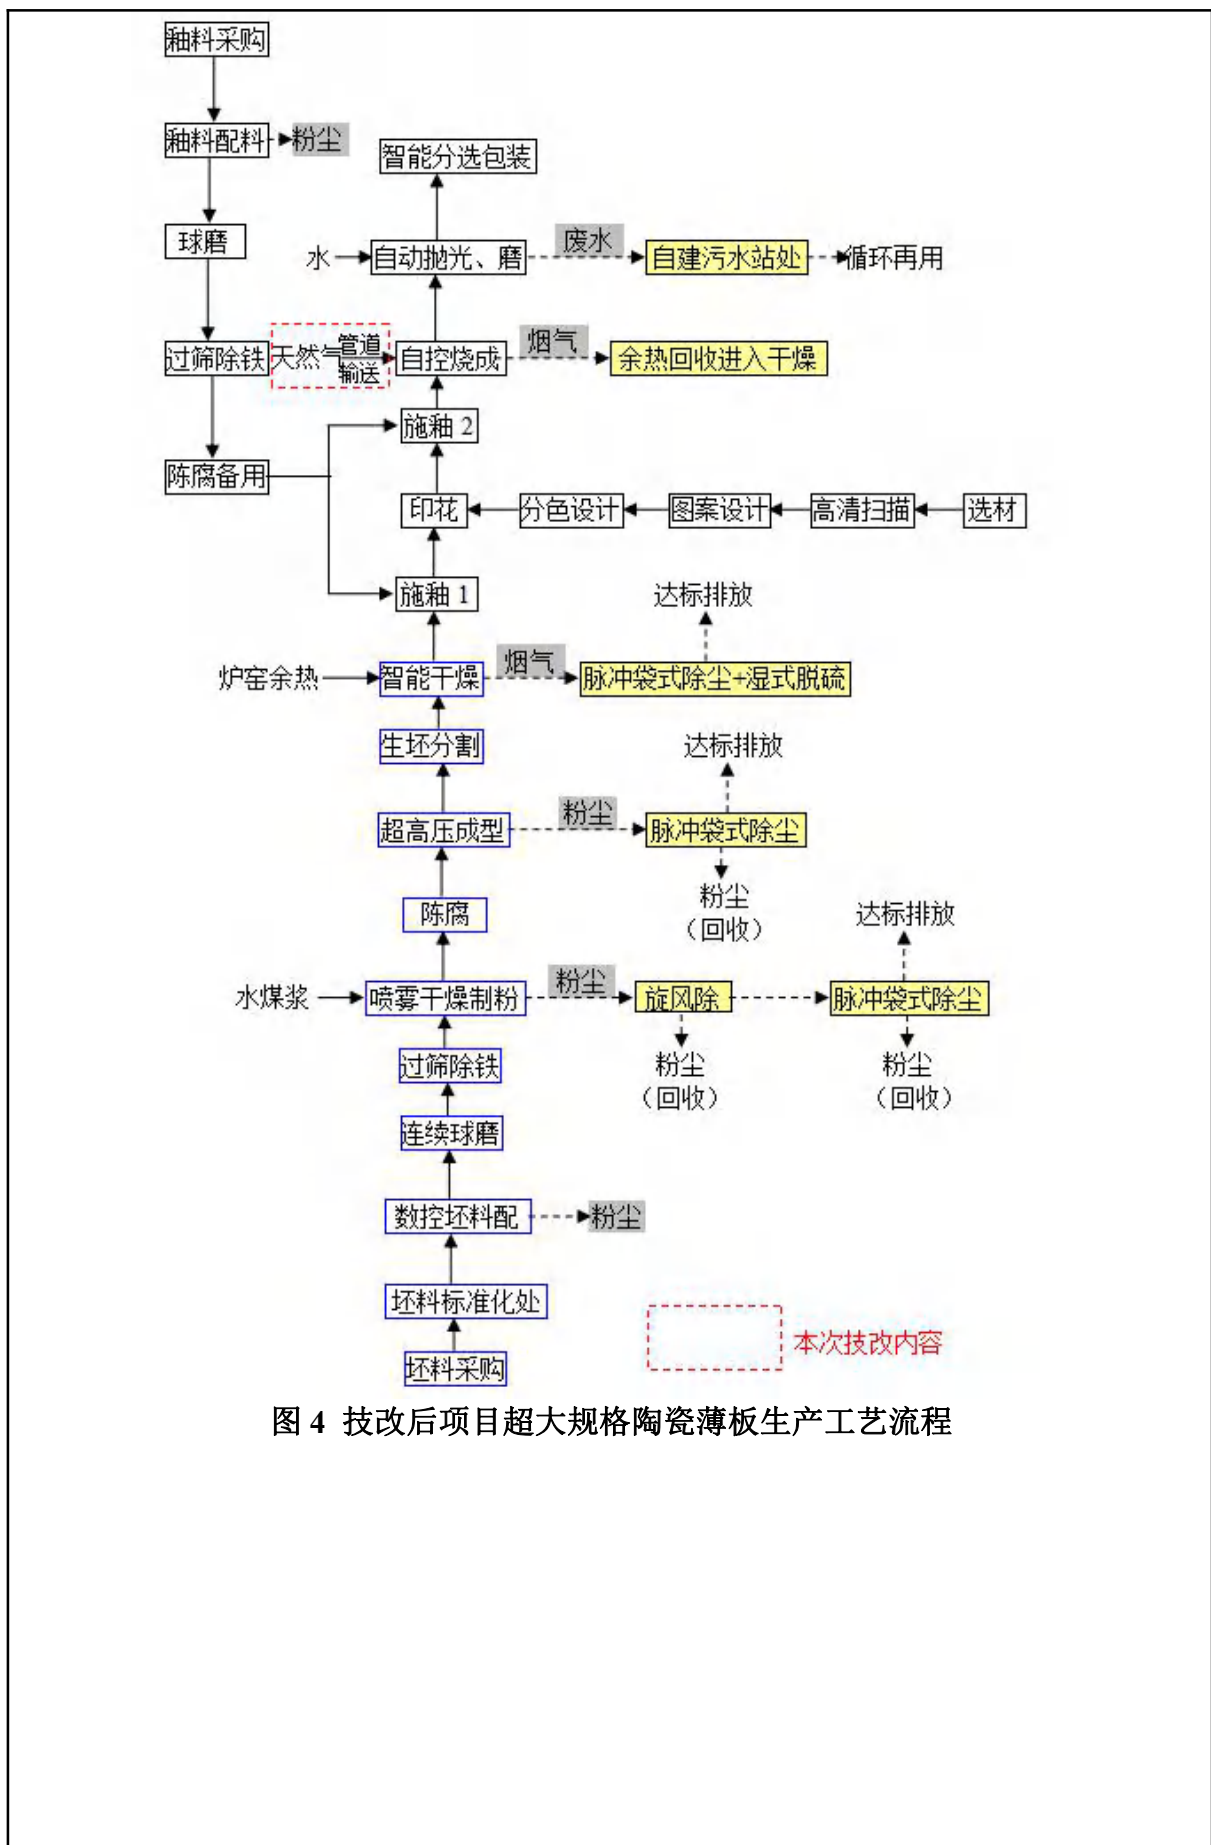 釉料采购
釉料配料
粉尘
智能分选包装
球磨
水
自动抛光、磨
废水
自建污水站处
循环再用
过筛除铁
天然气
管道
输送
自控烧成
烟气
余热回收进入干燥
施釉 2
陈腐备用
印花
分色设计
图案设计
高清扫描
选材
施釉 1
达标排放
炉窑余热
智能干燥
烟气
脉冲袋式除尘+湿式脱硫
生坯分割
达标排放
超高压成型
粉尘
脉冲袋式除尘
粉尘
（回收）
陈腐
达标排放
水煤浆
喷雾干燥制粉
粉尘
旋风除
脉冲袋式除尘
过筛除铁
粉尘
（回收）
粉尘
（回收）
连续球磨
数控坯料配
粉尘
坯料标准化处
本次技改内容
坯料采购
图 4 技改后项目超大规格陶瓷薄板生产工艺流程